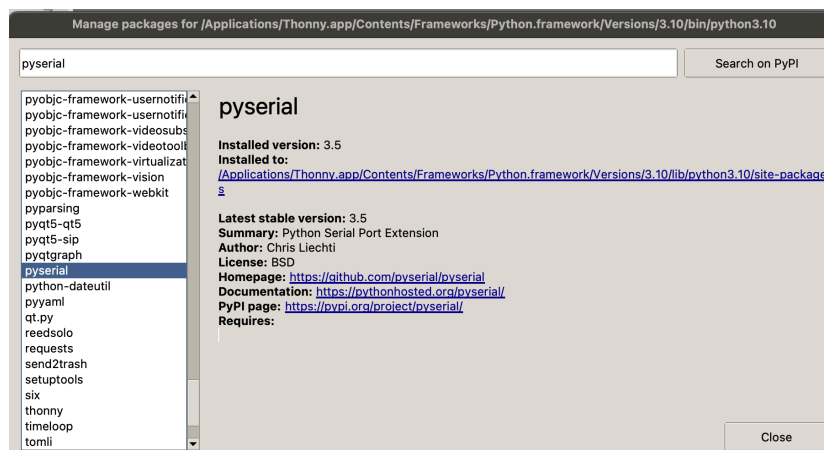 Manage packages for /Applications/Thonny.app/Contents/Frameworks/Python.framework/Versions/3.10/bin/python3.10
pyserial
Search on PyPI
pyobjc-framework-usernotifi
pyobjc-framework-usernotifi
pyobjc-framework-videosubs
pyobjc-framework-videotoolb
pyobjc-framework-virtualizat
pyobjc-framework-vision
pyobjc-framework-webkit
pyparsing
pyqt5-qt5
pyqt5-sip
pyqtgraph
pyserial
python-dateutil
pyyaml
qt.py
reedsolo
requests
send2trash
setuptools
six
thonny
timeloop
tomli
pyserial
Installed version: 3.5
Installed to:
/Applications/Thonny.app/Contents/Frameworks/Python.framework/Versions/3.10/lib/python3.10/site-package
s
Latest stable version: 3.5
Summary: Python Serial Port Extension
Author: Chris Liechti
License: BSD
Homepage: https://github.com/pyserial/pyserial
Documentation: https://pythonhosted.org/pyserial/
PyPI page: https://pypi.org/project/pyserial/
Requires:
Close